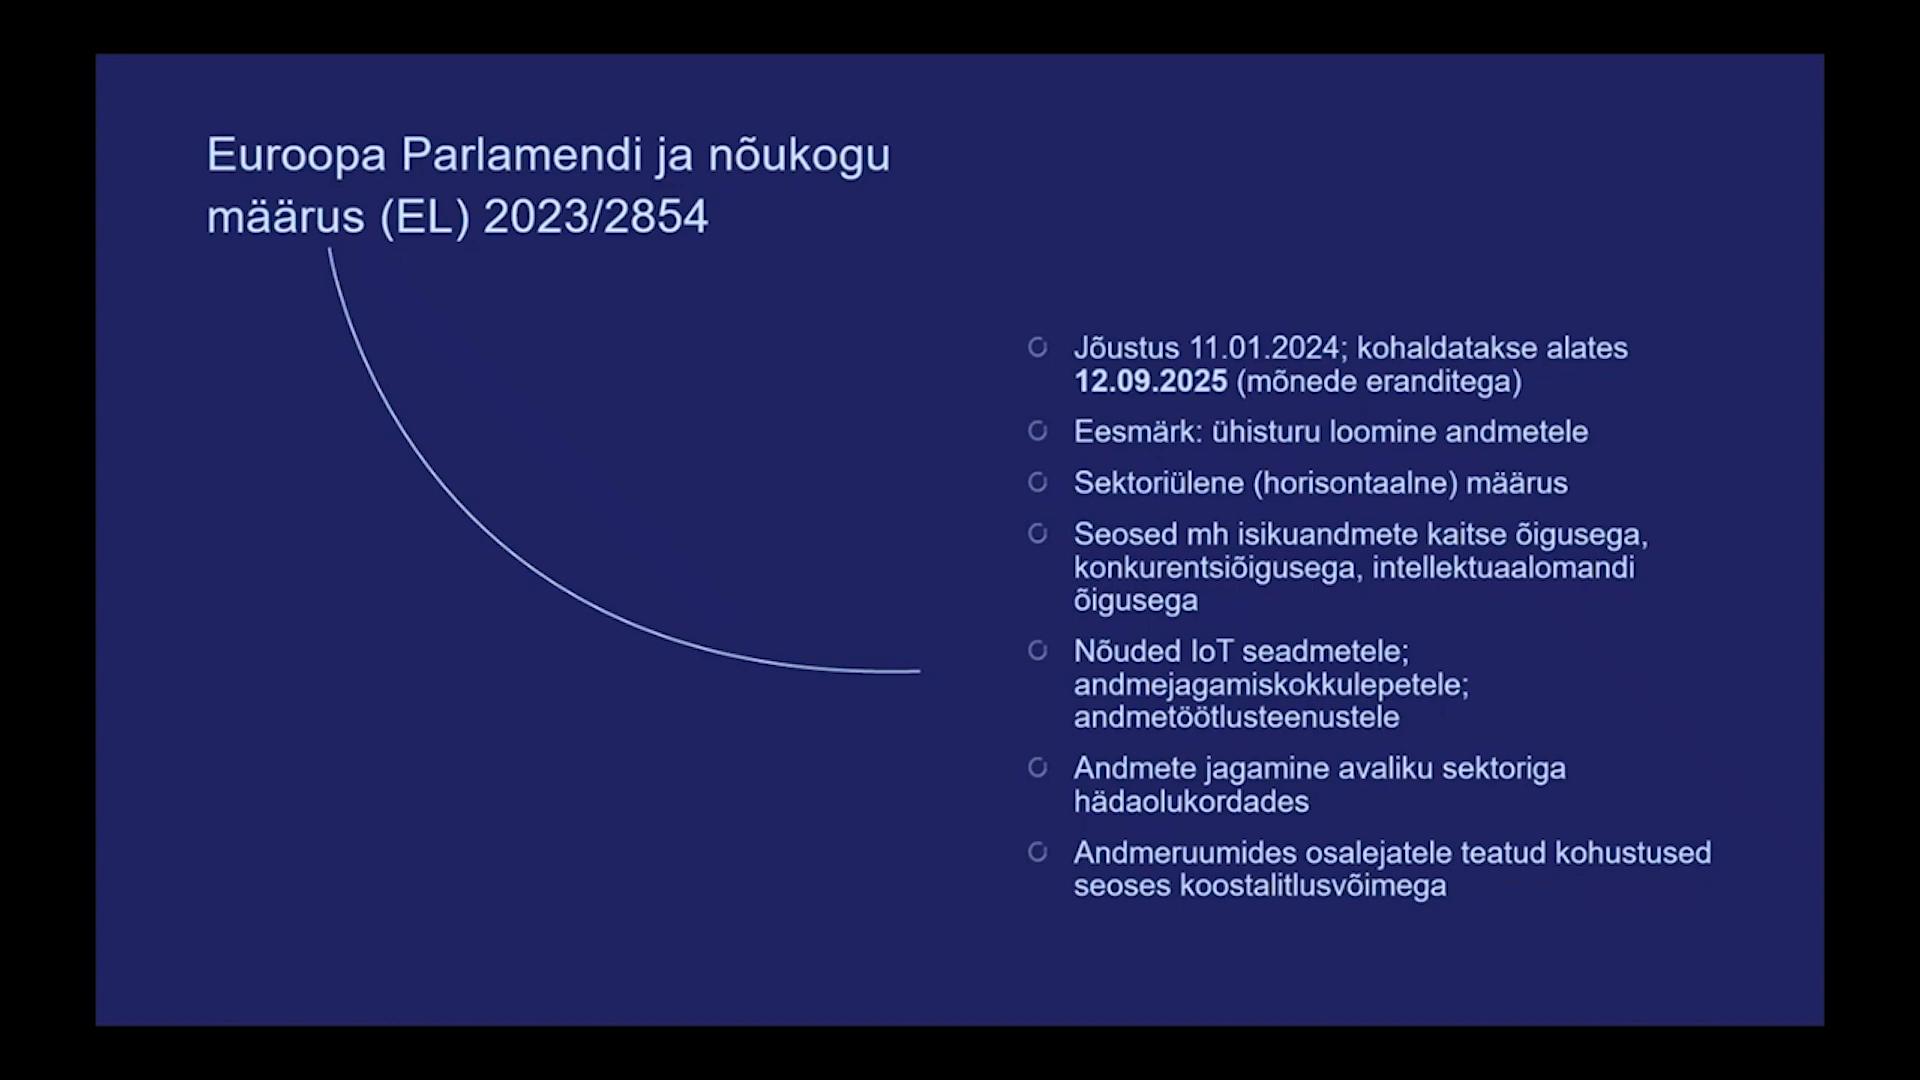 Euroopa Parlamendi ja nõukogu
määrus (EL) 2023/2854
Jõustus 11.01.2024; kohaldatakse alates
12.09.2025 (mõnede eranditega)
Eesmärk: ühisturu loomine andmetele
Sektoriülene (horisontaalne) määrus
Seosed mh isikuandmete kaitse õigusega,
konkurentsiõigusega, intellektuaalomandi
õigusega
Nõuded IoT seadmetele;
andmejagamiskokkulepetele;
andmetöötlusteenustele
Andmete jagamine avaliku sektoriga
hädaolukordades
Andmeruumides osalejatele teatud kohustused
seoses koostalitlusvõimega